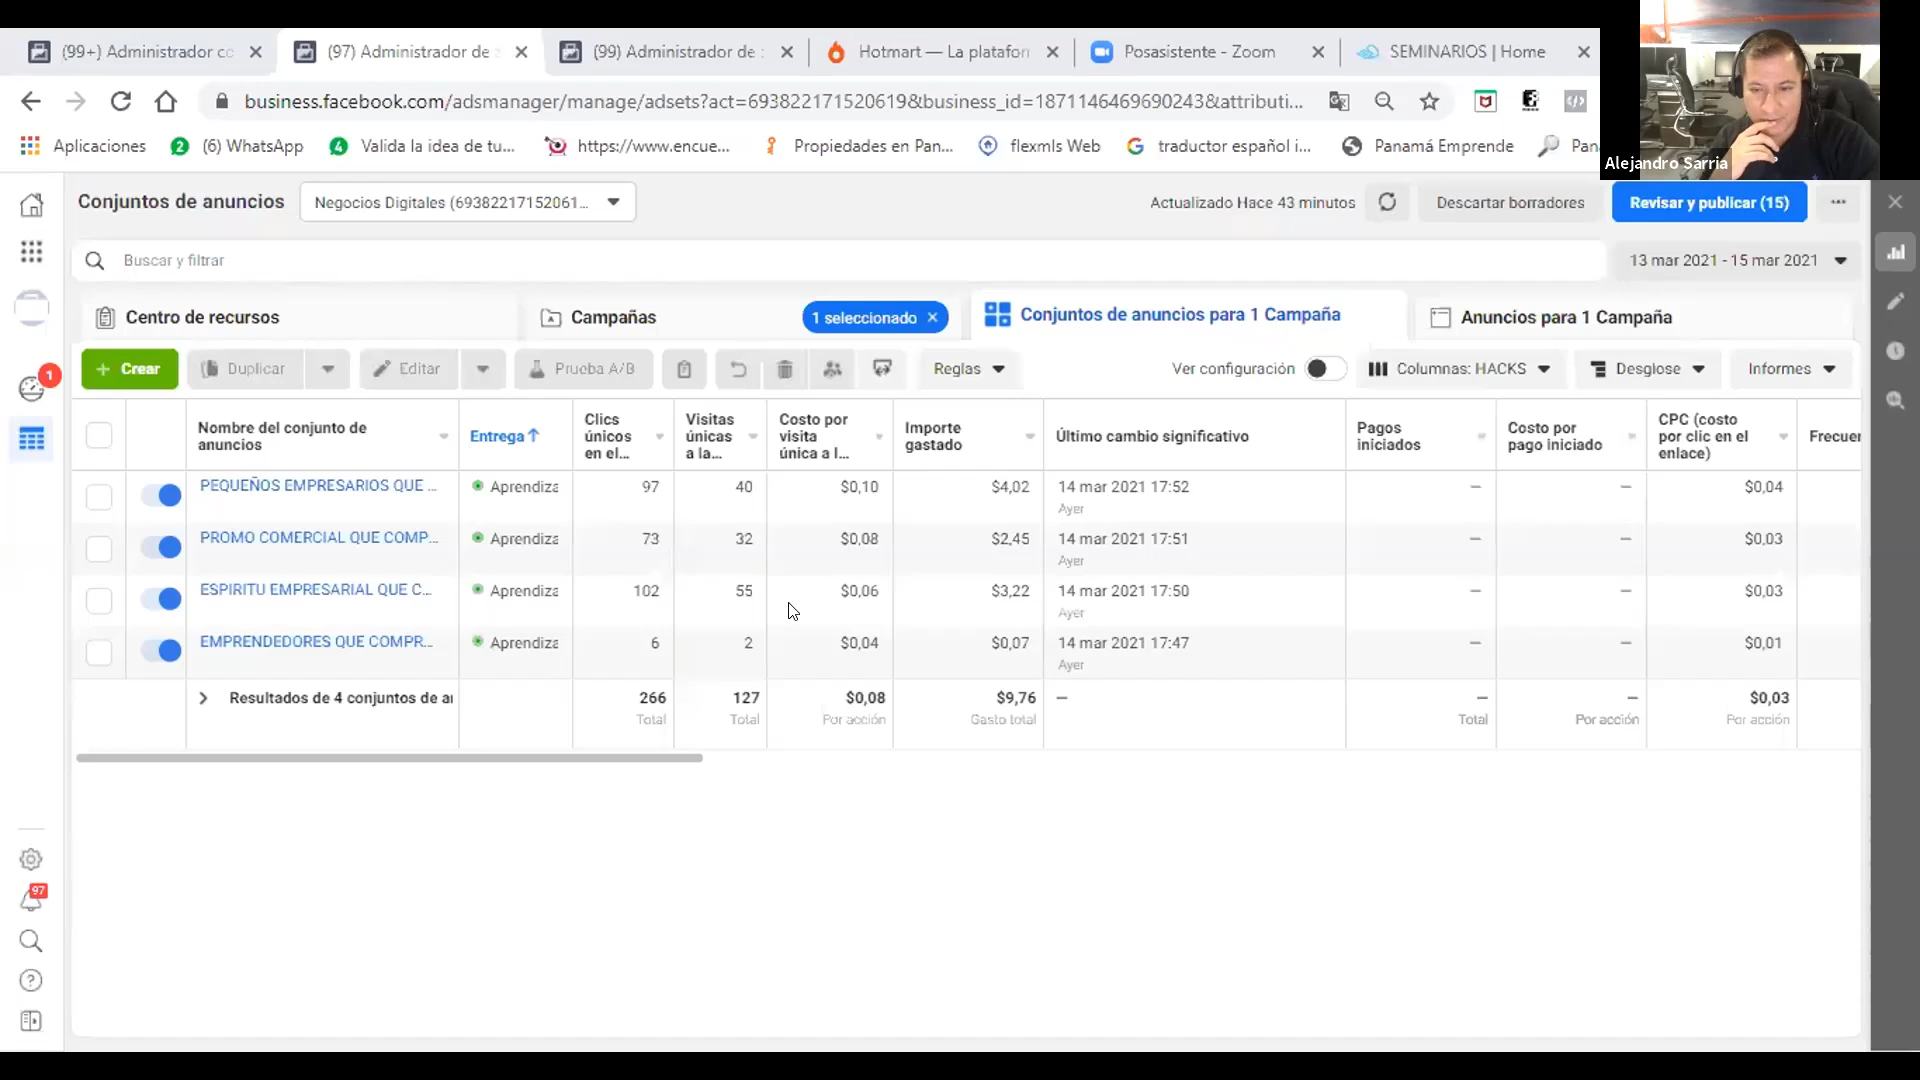 (99+) Administrador co
(97) Administrador de
(99) Administrador de
Hotmart — La plataforn
Posasistente - Zoom
SEMINARIOS | Home
business.facebook.com/adsmanager/manage/adsets?act=693822171520619&business_id=1871146469690243&attributi...
Aplicaciones
(6) WhatsApp
Valida la idea de tu...
https://www.encue...
Propiedades en Pan...
flexmls Web
traductor español i...
Panamá Emprende
Pan
Alejandro Sarria
Conjuntos de anuncios
Negocios Digitales (69382217152061...
Actualizado Hace 43 minutos
Descartar borradores
Revisar y publicar (15)
Buscar y filtrar
13 mar 2021 - 15 mar 2021
Centro de recursos
Campañas
1 seleccionado
Conjuntos de anuncios para 1 Campaña
Anuncios para 1 Campaña
1
+ Crear
Duplicar
Editar
Prueba A/B
Reglas
Ver configuración
Columnas: HACKS
Desglose
Informes
Nombre del conjunto de
anuncios
Entrega↑
Clics
únicos
en el...
Visitas
únicas
a la...
Costo por
visita
única a l...
Importe
gastado
Último cambio significativo
Pagos
iniciados
Costo por
pago iniciado
CPC (costo
por clic en el
enlace)
Frecuer
PEQUEÑOS EMPRESARIOS QUE ...
Aprendiza
97
40
$0,10
$4,02
14 mar 2021 17:52
Ayer
—
—
$0,04
PROMO COMERCIAL QUE COMP...
Aprendiza
73
32
$0,08
$2,45
14 mar 2021 17:51
Ayer
—
—
$0,03
ESPIRITU EMPRESARIAL QUE C...
Aprendiza
102
55
$0,06
$3,22
14 mar 2021 17:50
Ayer
—
—
$0,03
EMPRENDEDORES QUE COMPR...
Aprendiza
6
2
$0,04
$0,07
14 mar 2021 17:47
Ayer
—
—
$0,01
Resultados de 4 conjuntos de ai
266
Total
127
Total
$0,08
Por acción
$9,76
Gasto total
—
—
Total
—
Por acción
$0,03
Por acción
97